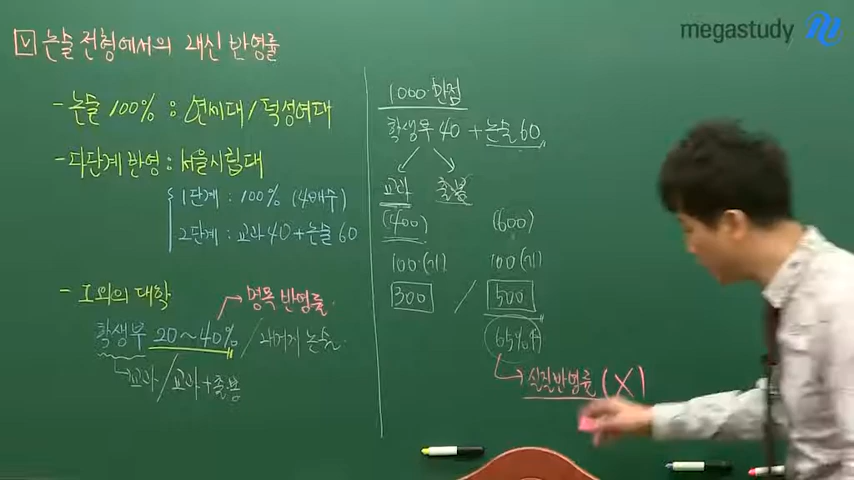 megastudy
V 논술 전형에서의 내신 반영률
- 논술 100% : 연세대 / 덕성여대
- 다단계 반영 : 서울시립대
1단계 : 100% (4배수)
2단계 : 교과 40 + 논술 60
- 그 외의 대학
명목 반영률
학생부 20~40% / 나머지 논술
교과 / 교과 + 출·봉
1000·만점
학생부 40 + 논술 60
교과 출·봉
(400) (600)
100·(기) 100(기)
300 / 500
65%
실질반영률 (X)